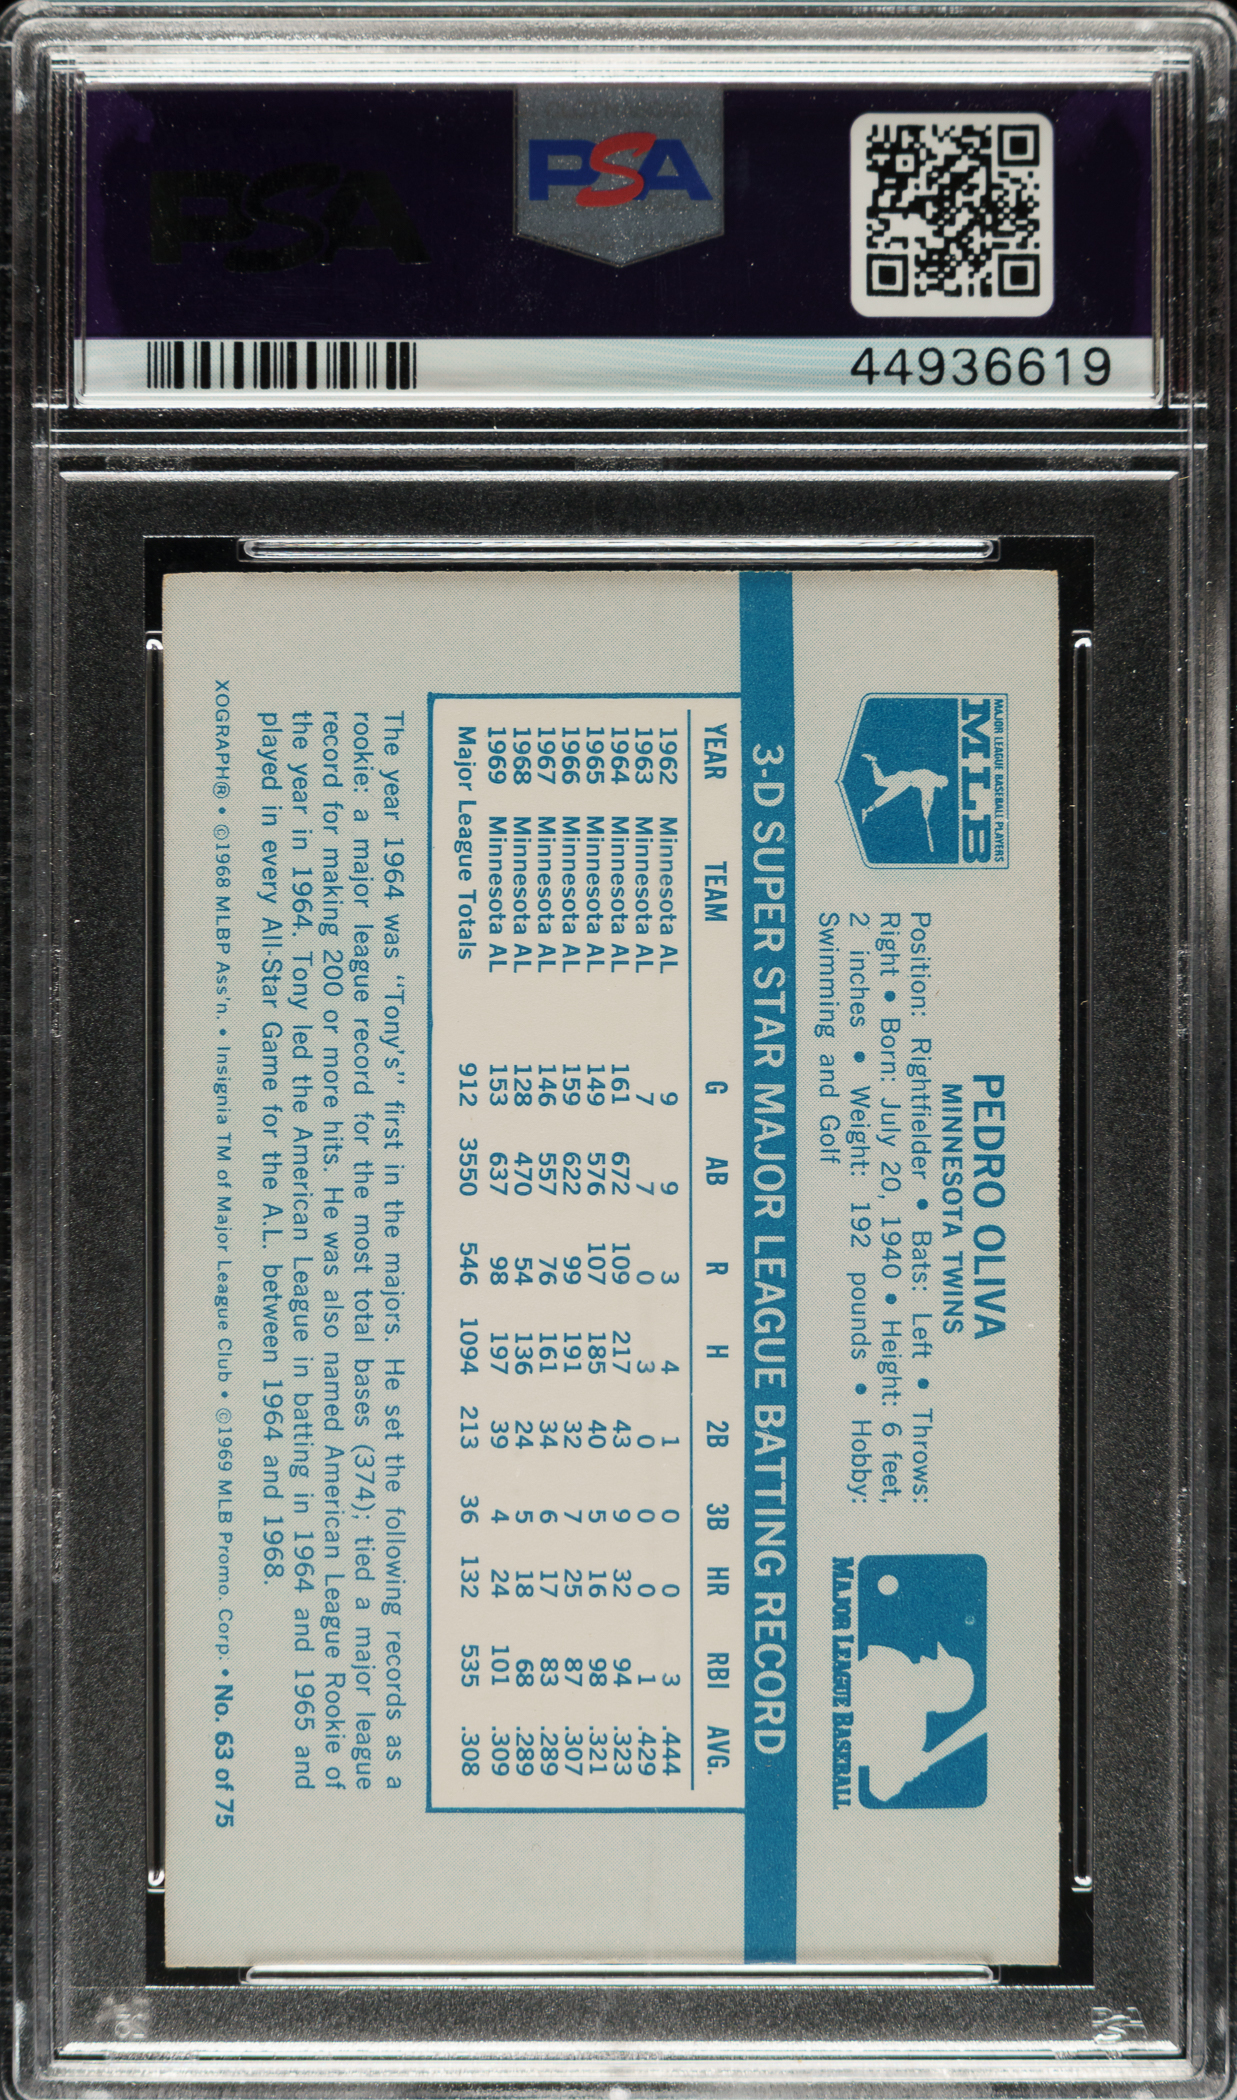 PSA
PSA
44936619
MAJOR LEAGUE BASEBALL PLAYERS
MLB
PEDRO OLIVA
MINNESOTA TWINS
Position: Rightfielder • Bats: Left • Throws:
Right • Born: July 20, 1940 • Height: 6 feet,
2 inches • Weight: 192 pounds • Hobby:
Swimming and Golf
MAJOR LEAGUE BASEBALL
3-D SUPER STAR MAJOR LEAGUE BATTING RECORD
YEAR TEAM G AB R H 2B 3B HR RBI AVG.
1962 Minnesota AL 9 9 3 4 1 0 0 3 .444
1963 Minnesota AL 7 7 0 3 0 0 0 1 .429
1964 Minnesota AL 161 672 109 217 43 9 32 94 .323
1965 Minnesota AL 149 576 107 185 40 5 16 98 .321
1966 Minnesota AL 159 622 99 191 32 7 25 87 .307
1967 Minnesota AL 146 557 76 161 34 6 17 83 .289
1968 Minnesota AL 128 470 54 136 24 5 18 68 .289
1969 Minnesota AL 153 637 98 197 39 4 24 101 .309
Major League Totals 912 3550 546 1094 213 36 132 535 .308
The year 1964 was "Tony's" first in the majors. He set the following records as a
rookie: a major league record for the most total bases (374); tied a major league
record for making 200 or more hits. He was also named American League Rookie of
the year in 1964. Tony led the American League in batting in 1964 and 1965 and
played in every All-Star Game for the A.L. between 1964 and 1968.
XOGRAPH® • ©1968 MLBP Ass'n. • Insignia TM of Major League Club • ©1969 MLB Promo. Corp. • No. 63 of 75
PSA